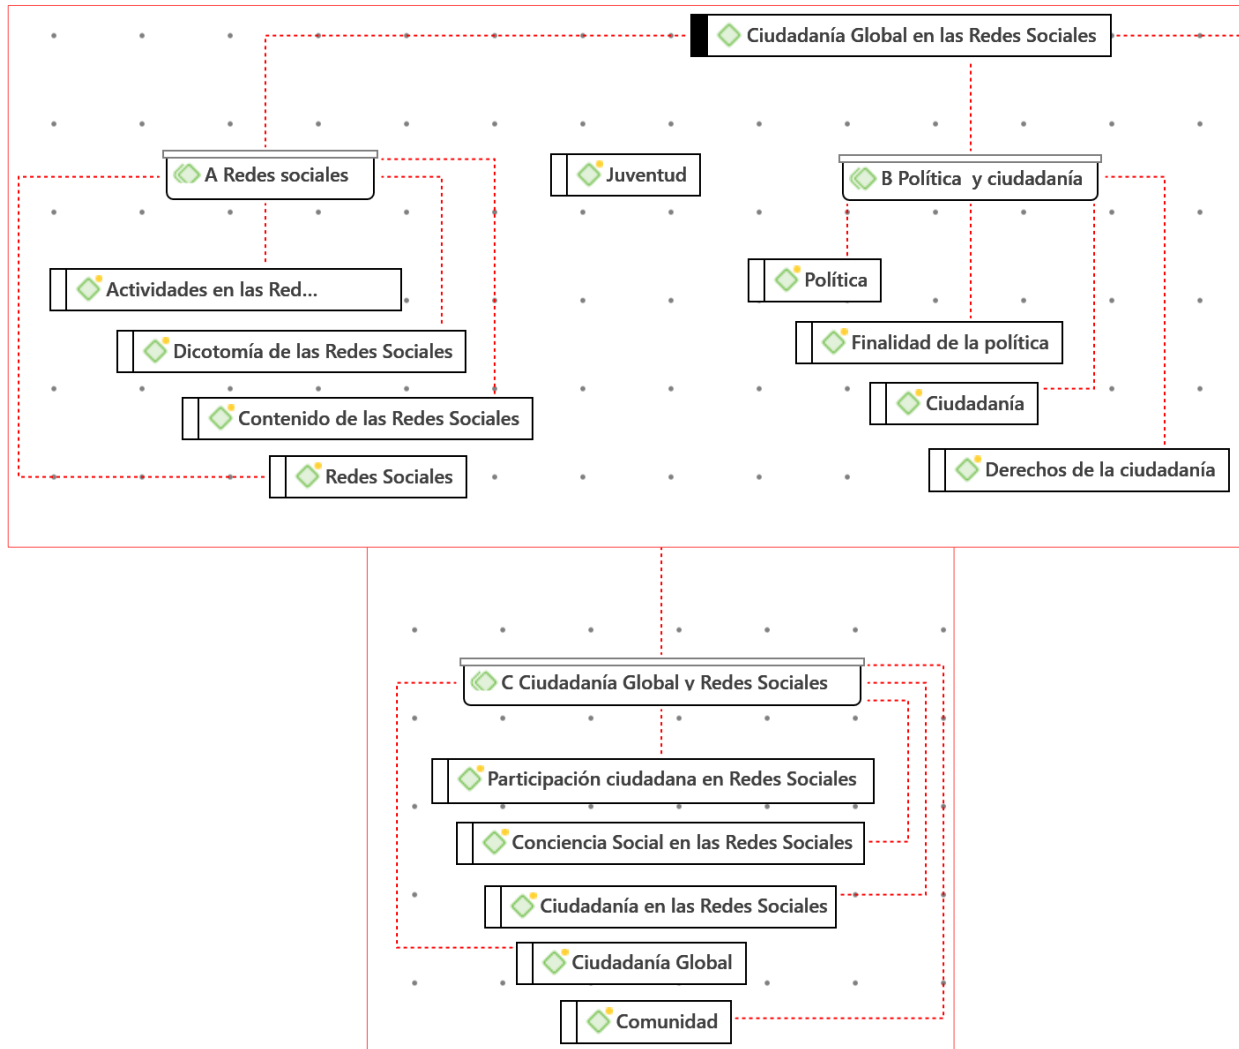 Ciudadanía Global en las Redes Sociales
A Redes sociales
Juventud
B Política y ciudadanía
Actividades en las Red...
Dicotomía de las Redes Sociales
Contenido de las Redes Sociales
Redes Sociales
Política
Finalidad de la política
Ciudadanía
Derechos de la ciudadanía
C Ciudadanía Global y Redes Sociales
Participación ciudadana en Redes Sociales
Conciencia Social en las Redes Sociales
Ciudadanía en las Redes Sociales
Ciudadanía Global
Comunidad